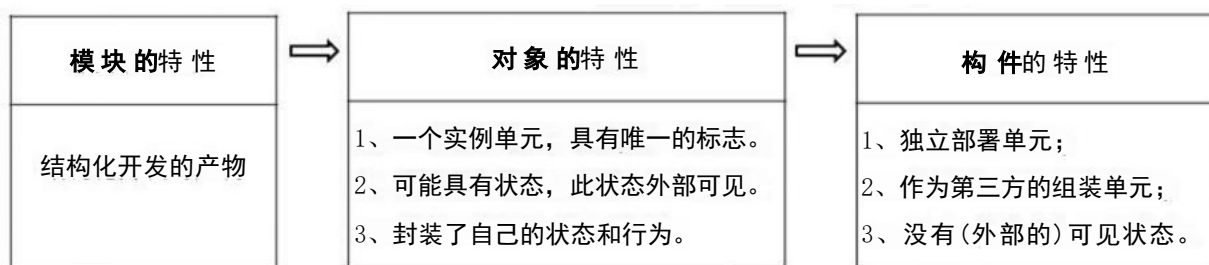 模块的特性
结构化开发的产物
对象的特性
1、一个实例单元，具有唯一的标志。
2、可能具有状态，此状态外部可见。
3、封装了自己的状态和行为。
构件的特性
1、独立部署单元；
2、作为第三方的组装单元；
3、没有(外部的)可见状态。